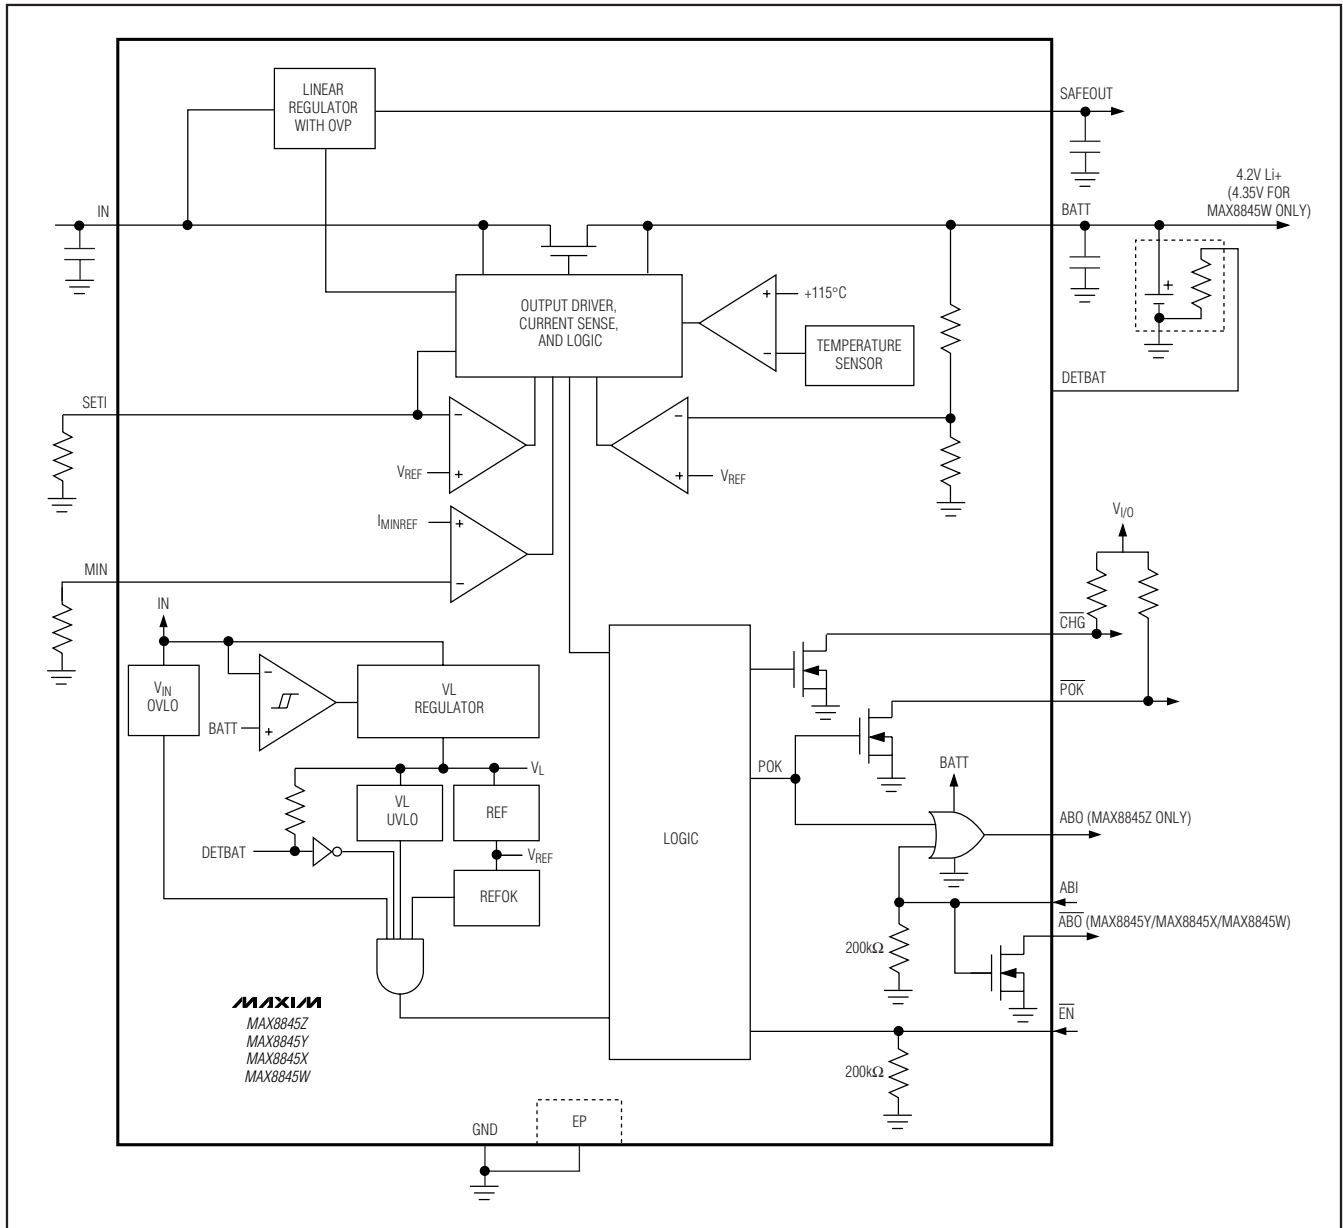 LINEAR
REGULATOR
WITH OVP
SAFEOUT
4.2V Li+
(4.35V FOR
MAX8845W ONLY)
IN
BATT
+
OUTPUT DRIVER,
CURRENT SENSE,
AND LOGIC
+
+115°C
−
TEMPERATURE
SENSOR
DETBAT
SETI
−
VREF
+
−
+
VREF
IMINREF
+
MIN
−
VI/O
IN
CHG
VIN
OVLO
−
BATT
+
VL
REGULATOR
POK
VL
POK
BATT
VL
UVLO
REF
LOGIC
ABO (MAX8845Z ONLY)
DETBAT
VREF
REFOK
ABI
ABO (MAX8845Y/MAX8845X/MAX8845W)
200kΩ
MAXIM
MAX8845Z
MAX8845Y
MAX8845X
MAX8845W
EN
200kΩ
GND
EP